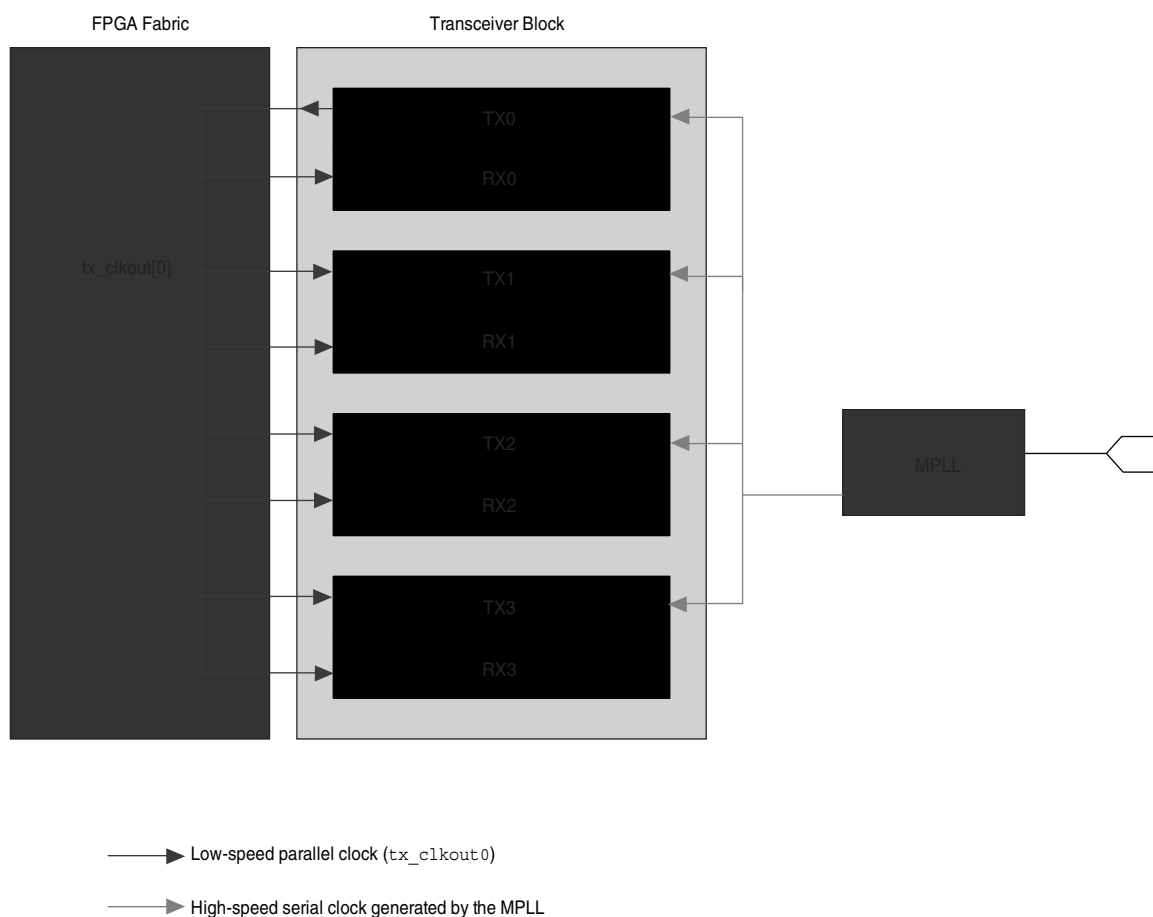 FPGA Fabric
Transceiver Block
TX0
RX0
tx_clkout[0]
TX1
RX1
TX2
RX2
MPLL
TX3
RX3
Low-speed parallel clock (tx_clkout0)
High-speed serial clock generated by the MPLL